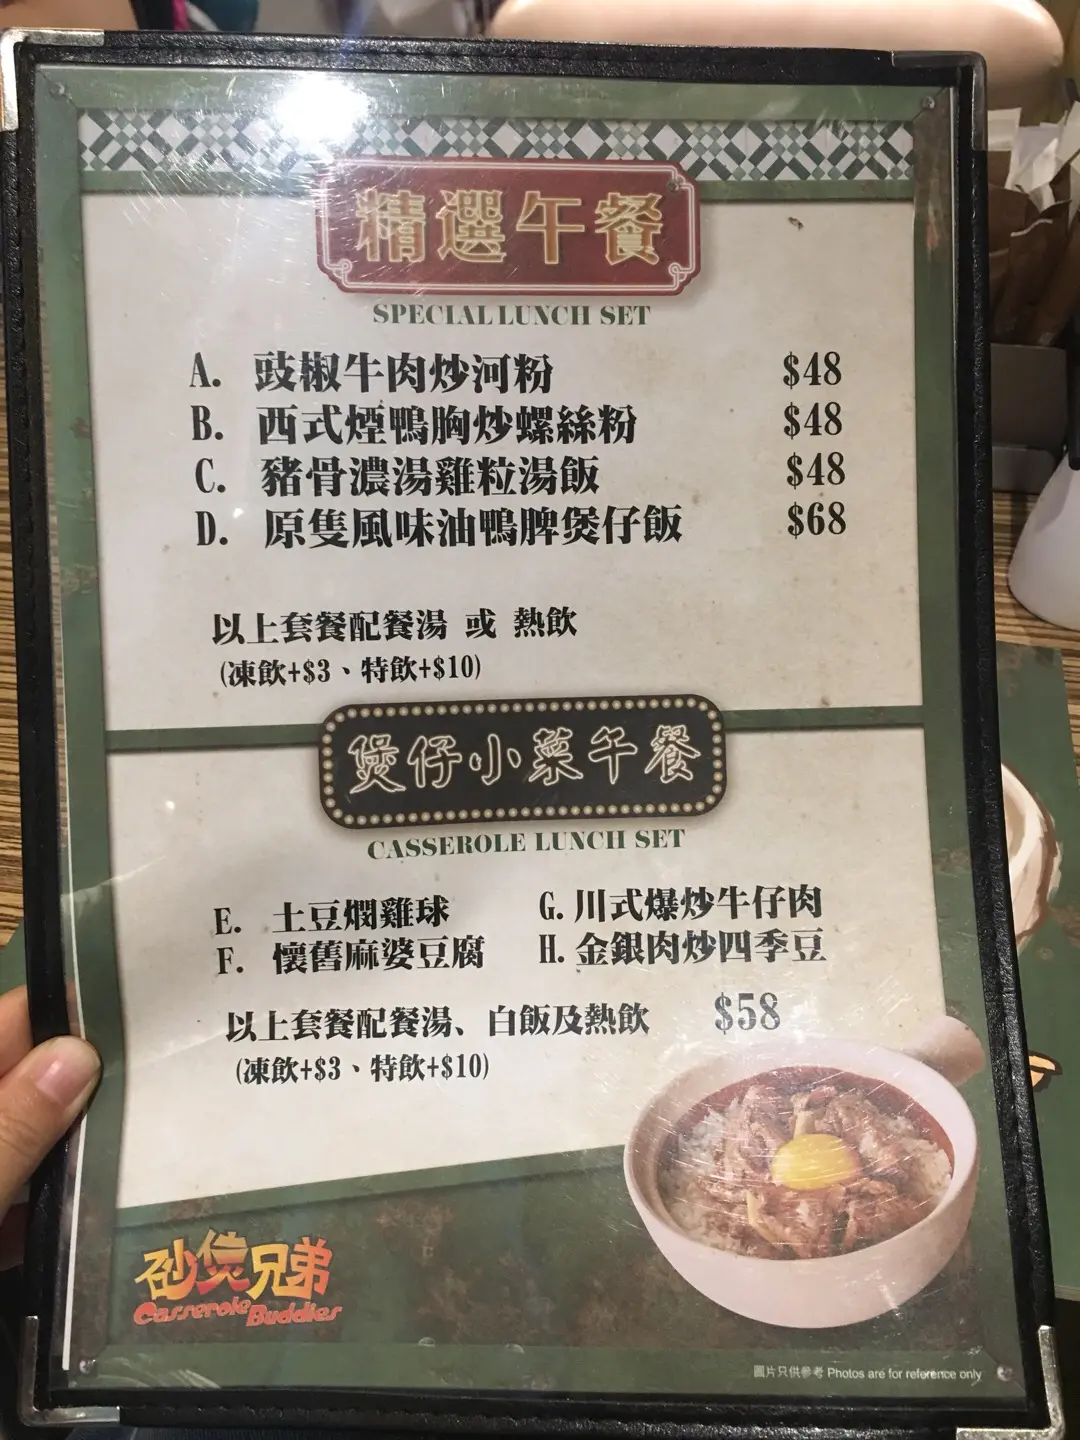 精選午餐
SPECIAL LUNCH SET
A. 豉椒牛肉炒河粉 $48
B. 西式煙鴨胸炒螺絲粉 $48
C. 豬骨濃湯雞粒湯飯 $48
D. 原隻風味油鴨脾煲仔飯 $68
以上套餐配餐湯 或 熱飲
(凍飲+$3、特飲+$10)
煲仔小菜午餐
CASSEROLE LUNCH SET
E. 土豆燜雞球 G. 川式爆炒牛仔肉
F. 懷舊麻婆豆腐 H. 金銀肉炒四季豆
以上套餐配餐湯、白飯及熱飲 $58
(凍飲+$3、特飲+$10)
砂煲兄弟
Casserole Buddies
圖片只供參考 Photos are for reference only